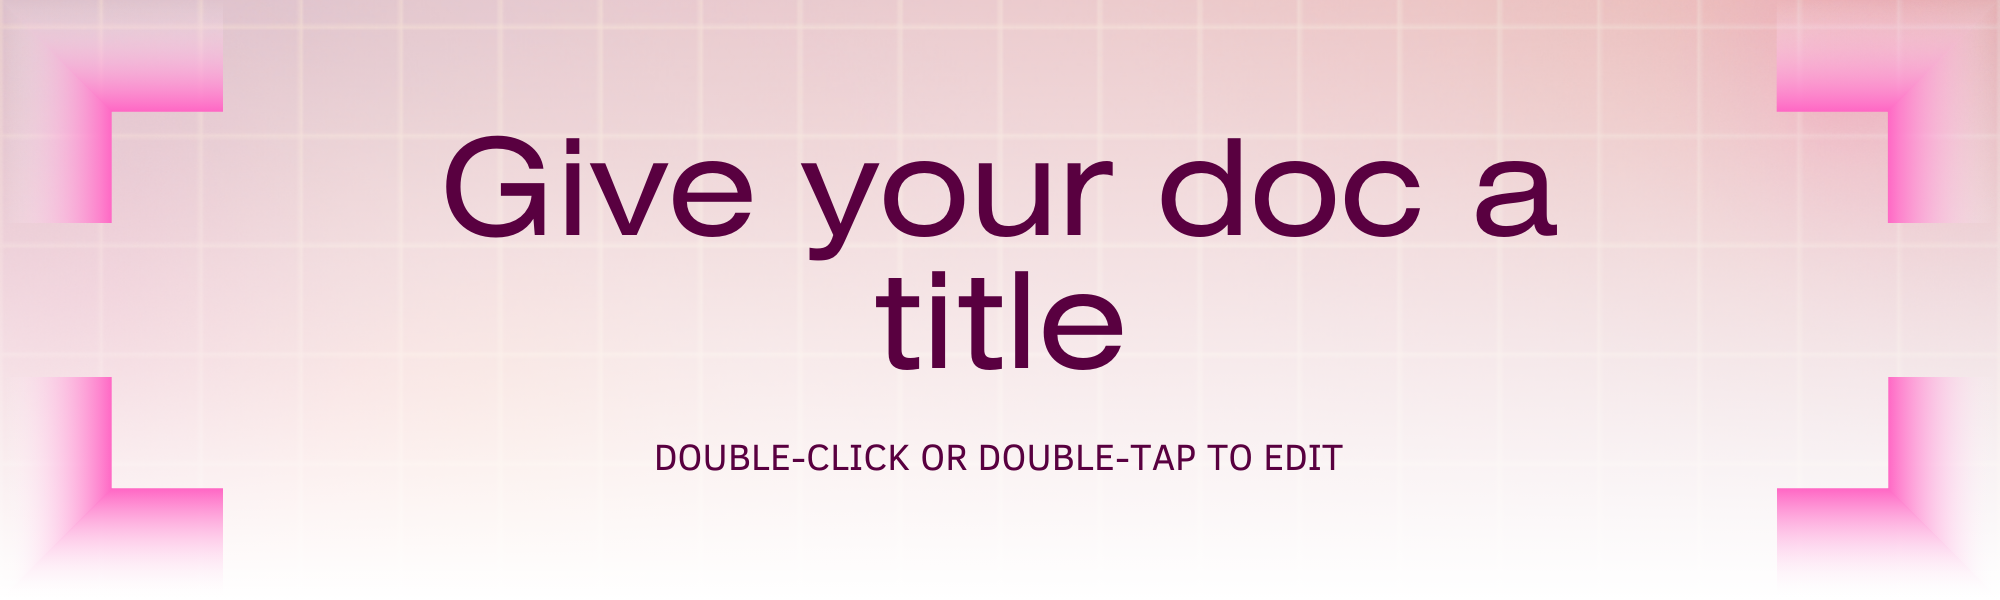 Give your doc a
title
DOUBLE-CLICK OR DOUBLE-TAP TO EDIT